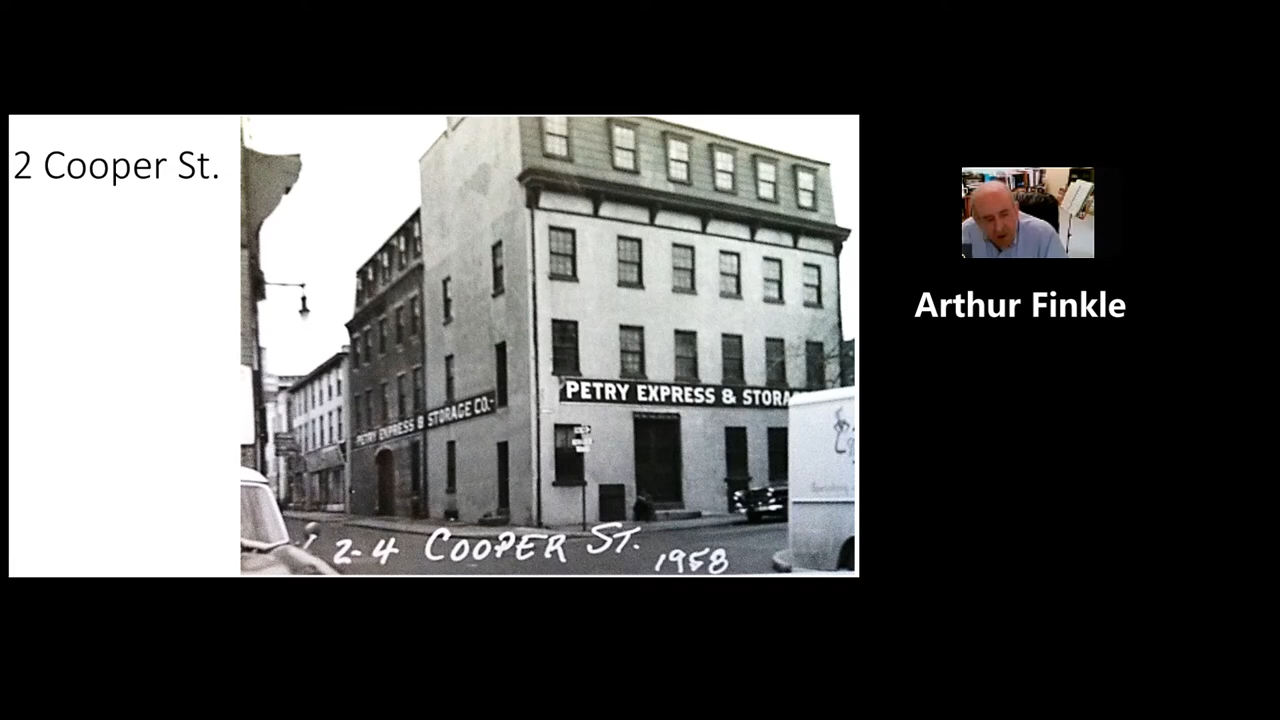 2 Cooper St.
PETRY EXPRESS & STORAGE CO.
PETRY EXPRESS & STORA
2-4 COOPER ST.
1958
Arthur Finkle